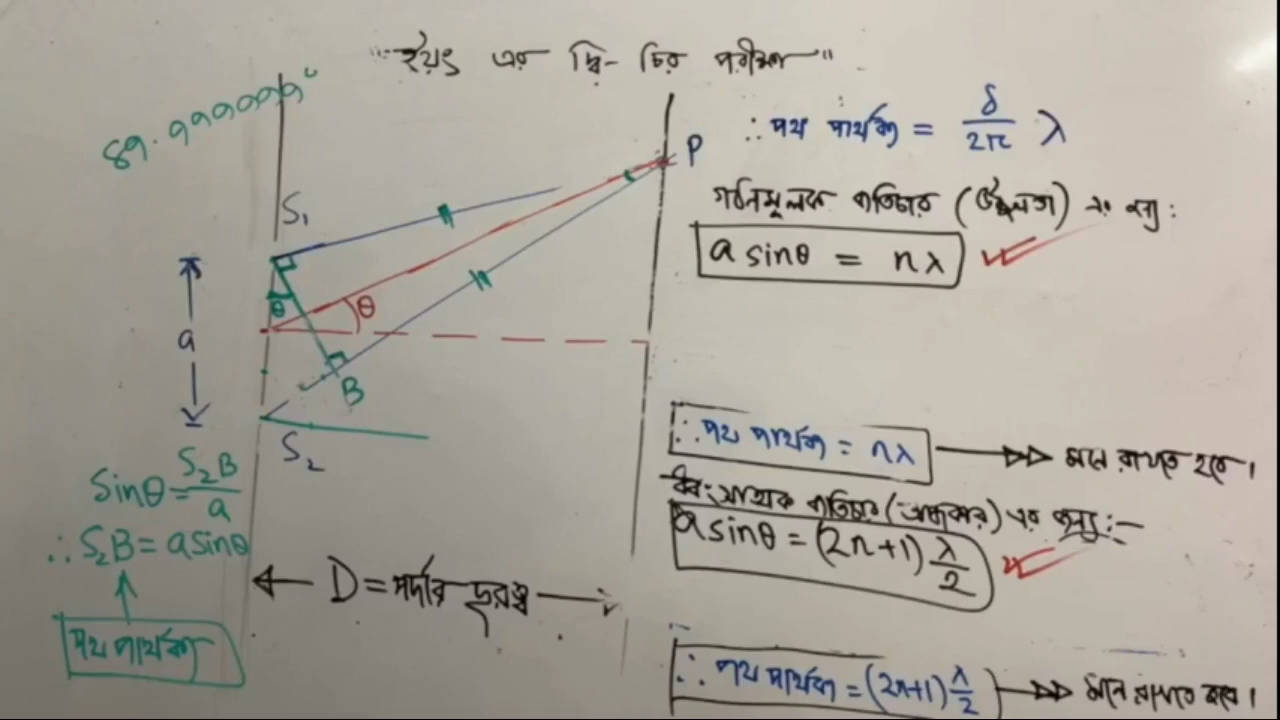 "ইয়ং এর দ্বি-চির পরীক্ষা"
89.999999°
S₁
P
θ
θ
a
B
S₂
sinθ = S₂B/a
∴ S₂B = a sinθ
পথ পার্থক্য
D = পর্দার দূরত্ব
∴ পথ পার্থক্য = δ/2π λ
গঠনমূলক ব্যতিচার (উজ্জ্বলতা) এর জন্য:
a sinθ = nλ
∴ পথ পার্থক্য = nλ → মনে রাখতে হবে।
ধ্বংসাত্মক ব্যতিচার (অন্ধকার) এর জন্য:-
a sinθ = (2n+1) λ/2
∴ পথ পার্থক্য = (2n+1) λ/2 → মনে রাখতে হবে।